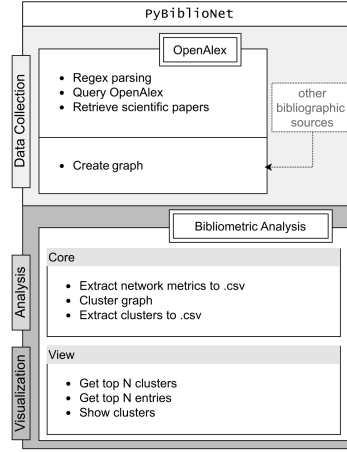 PyBiblioNet
OpenAlex
Data Collection
• Regex parsing
• Query OpenAlex
• Retrieve scientific papers
other
bibliographic
sources
• Create graph
Bibliometric Analysis
Analysis
Core
• Extract network metrics to .csv
• Cluster graph
• Extract clusters to .csv
Visualization
View
• Get top N clusters
• Get top N entries
• Show clusters